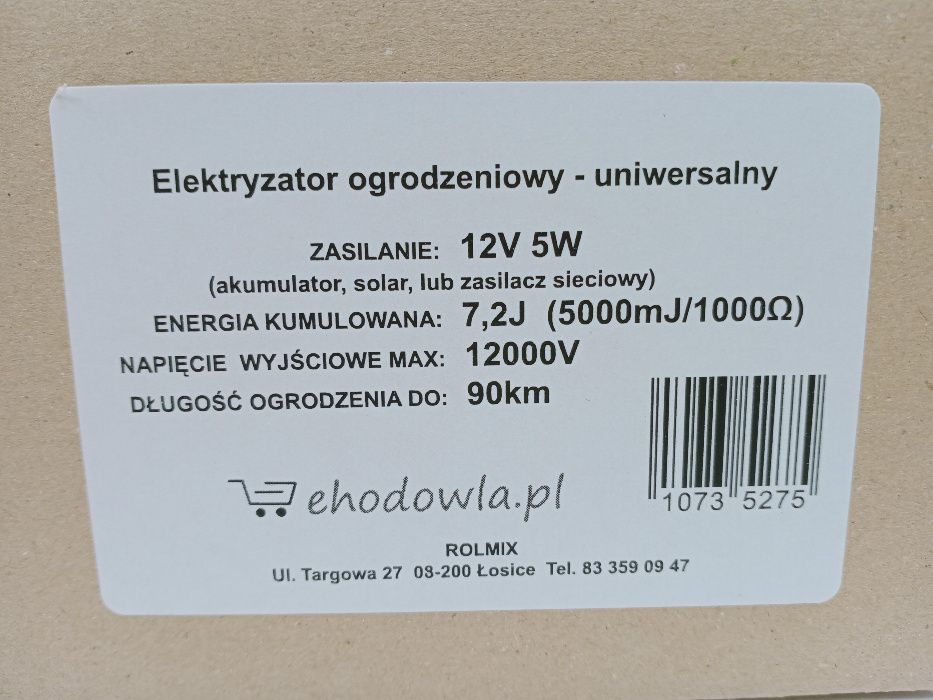 Elektryzator ogrodzeniowy - uniwersalny
ZASILANIE: 12V 5W
(akumulator, solar, lub zasilacz sieciowy)
ENERGIA KUMULOWANA: 7,2J (5000mJ/1000Ω)
NAPIĘCIE WYJŚCIOWE MAX: 12000V
DŁUGOŚĆ OGRODZENIA DO: 90km
1073 5275
ehodowla.pl
ROLMIX
Ul. Targowa 27 08-200 Łosice Tel. 83 359 09 47